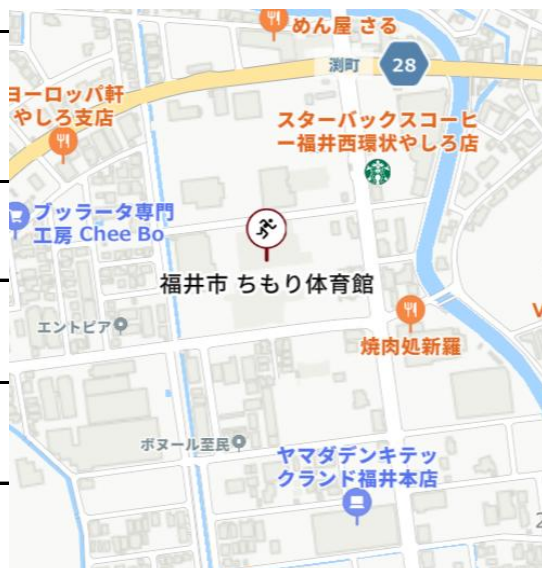 めん屋 さる
渕町
28
ヨーロッパ軒
やしろ支店
スターバックスコーヒ
ー福井西環状やしろ店
ブッラータ専門
工房 Chee Bo
福井市 ちもり体育館
エントピア
焼肉処新羅
V
ボヌール至民
ヤマダデンキテッ
クランド福井本店
2